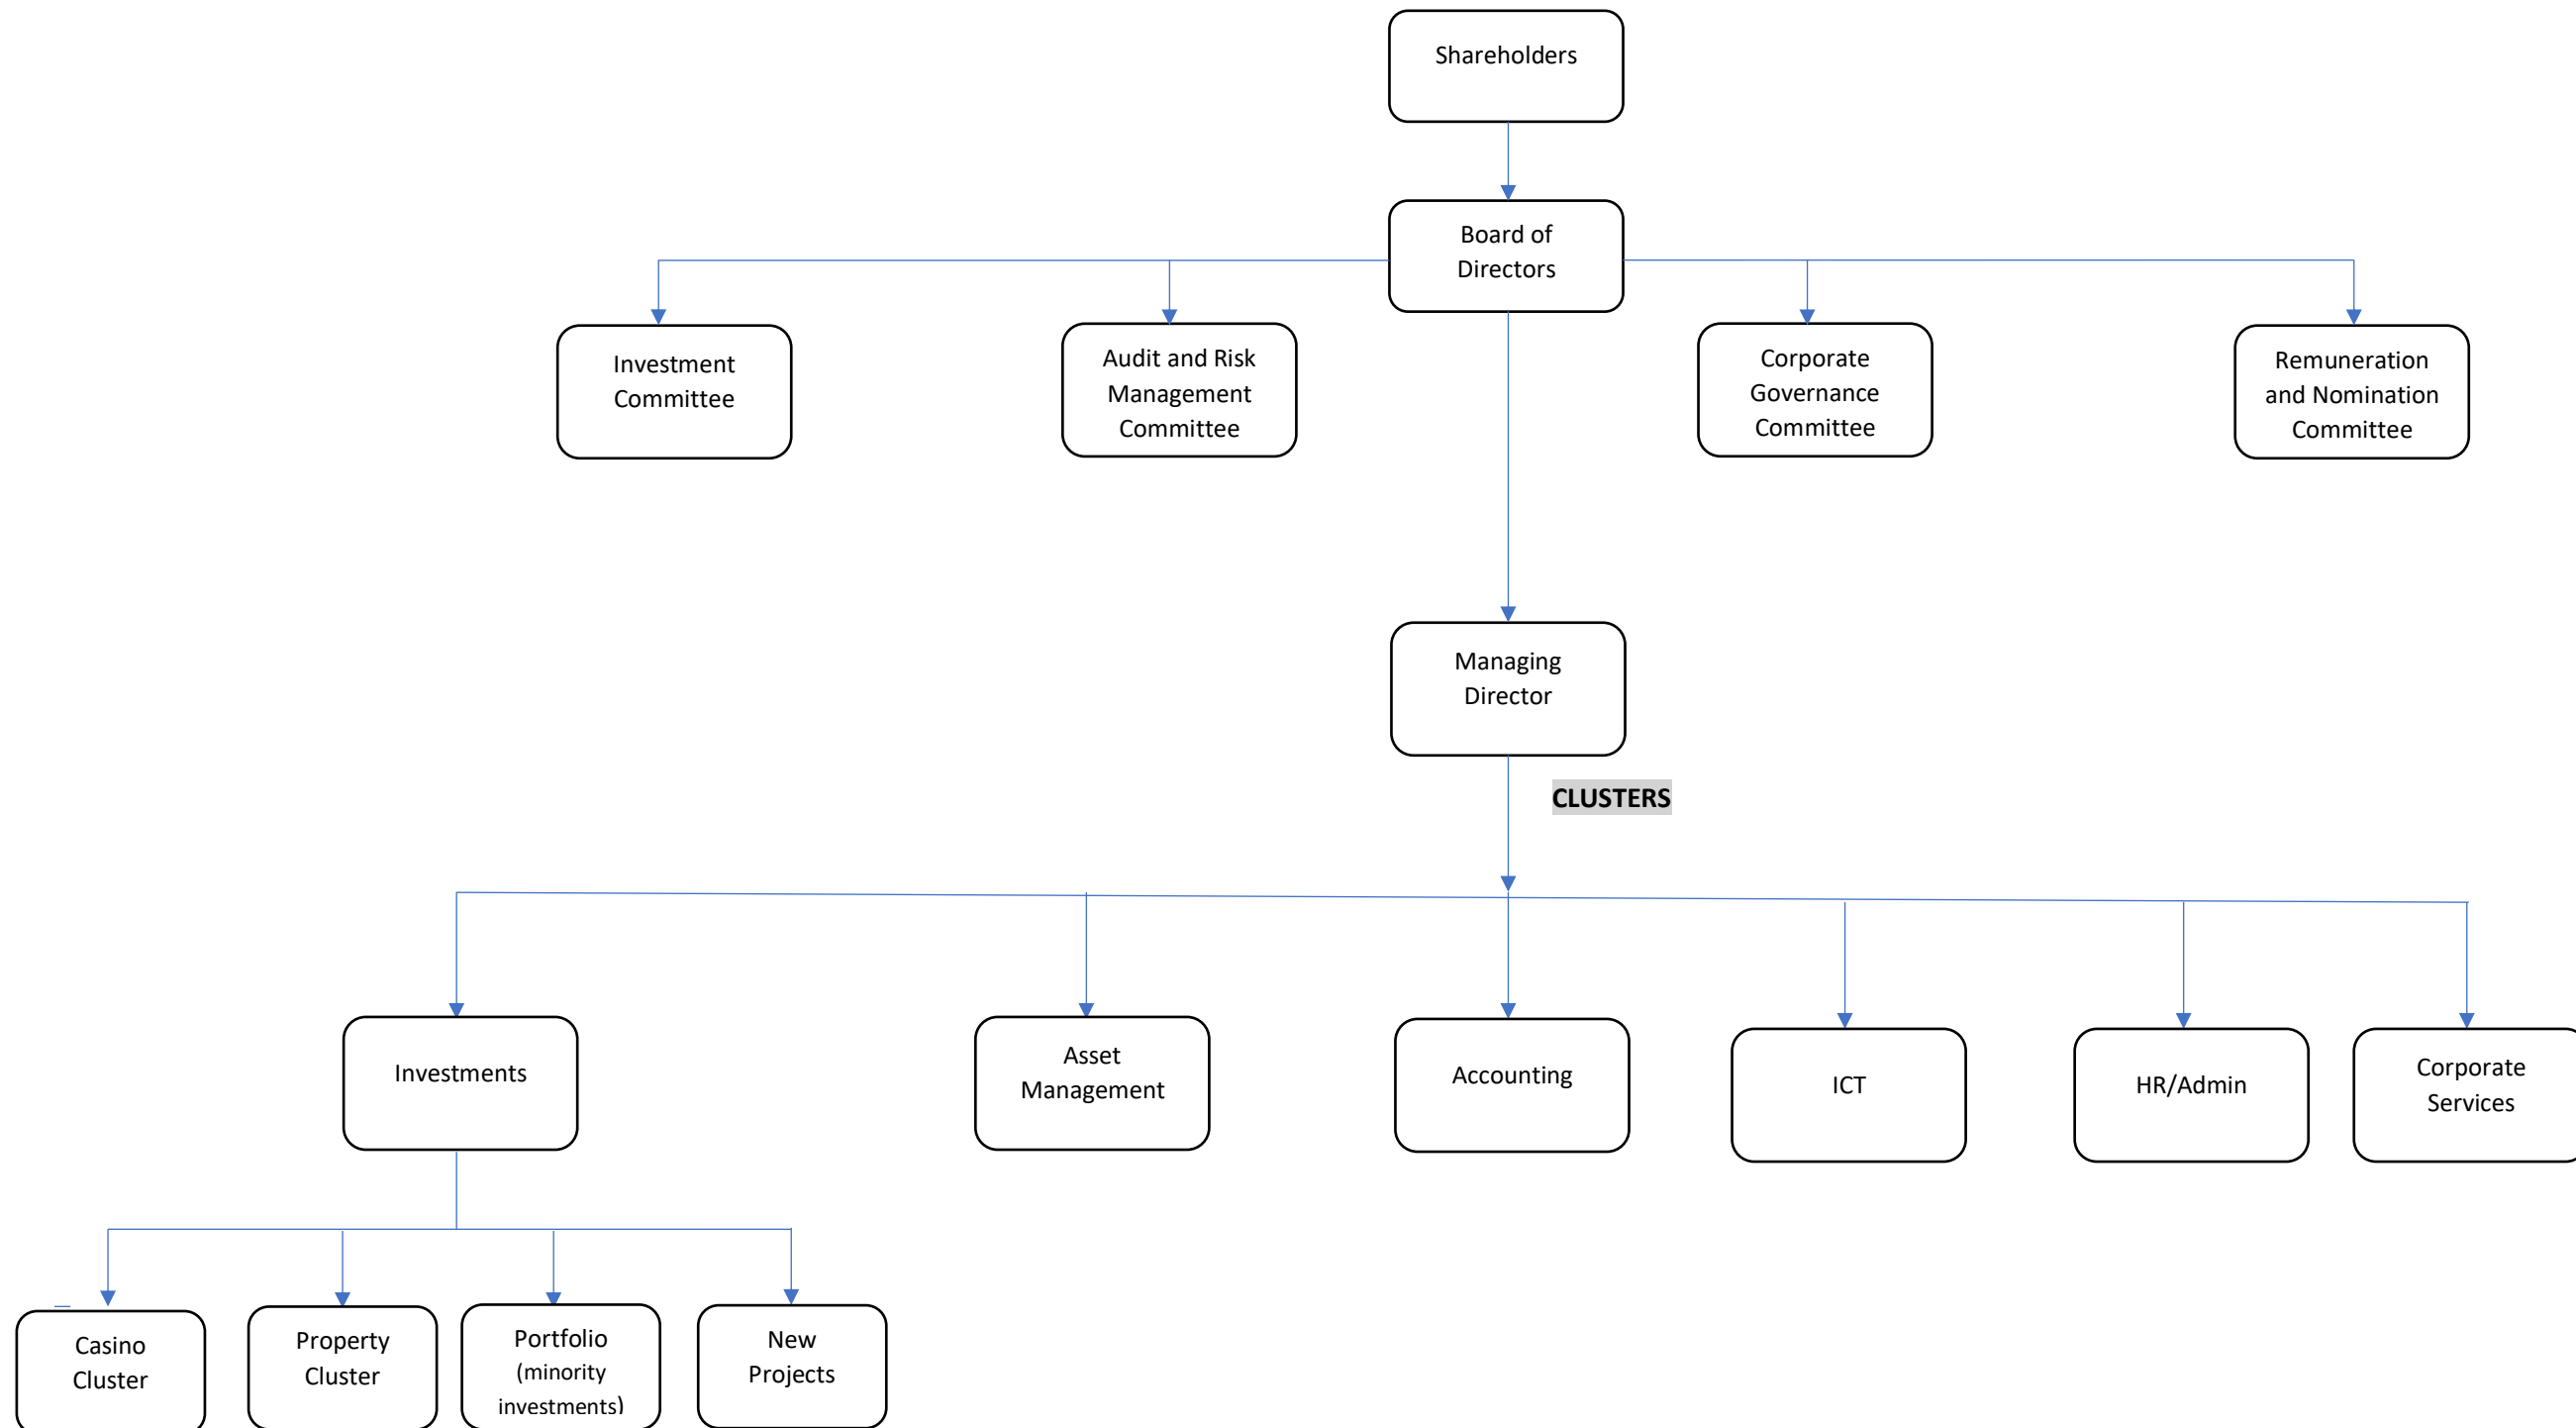 Shareholders
Board of
Directors
Investment
Committee
Audit and Risk
Management
Committee
Corporate
Governance
Committee
Remuneration
and Nomination
Committee
Managing
Director
CLUSTERS
Investments
Asset
Management
Accounting
ICT
HR/Admin
Corporate
Services
Casino
Cluster
Property
Cluster
Portfolio
(minority
investments)
New
Projects